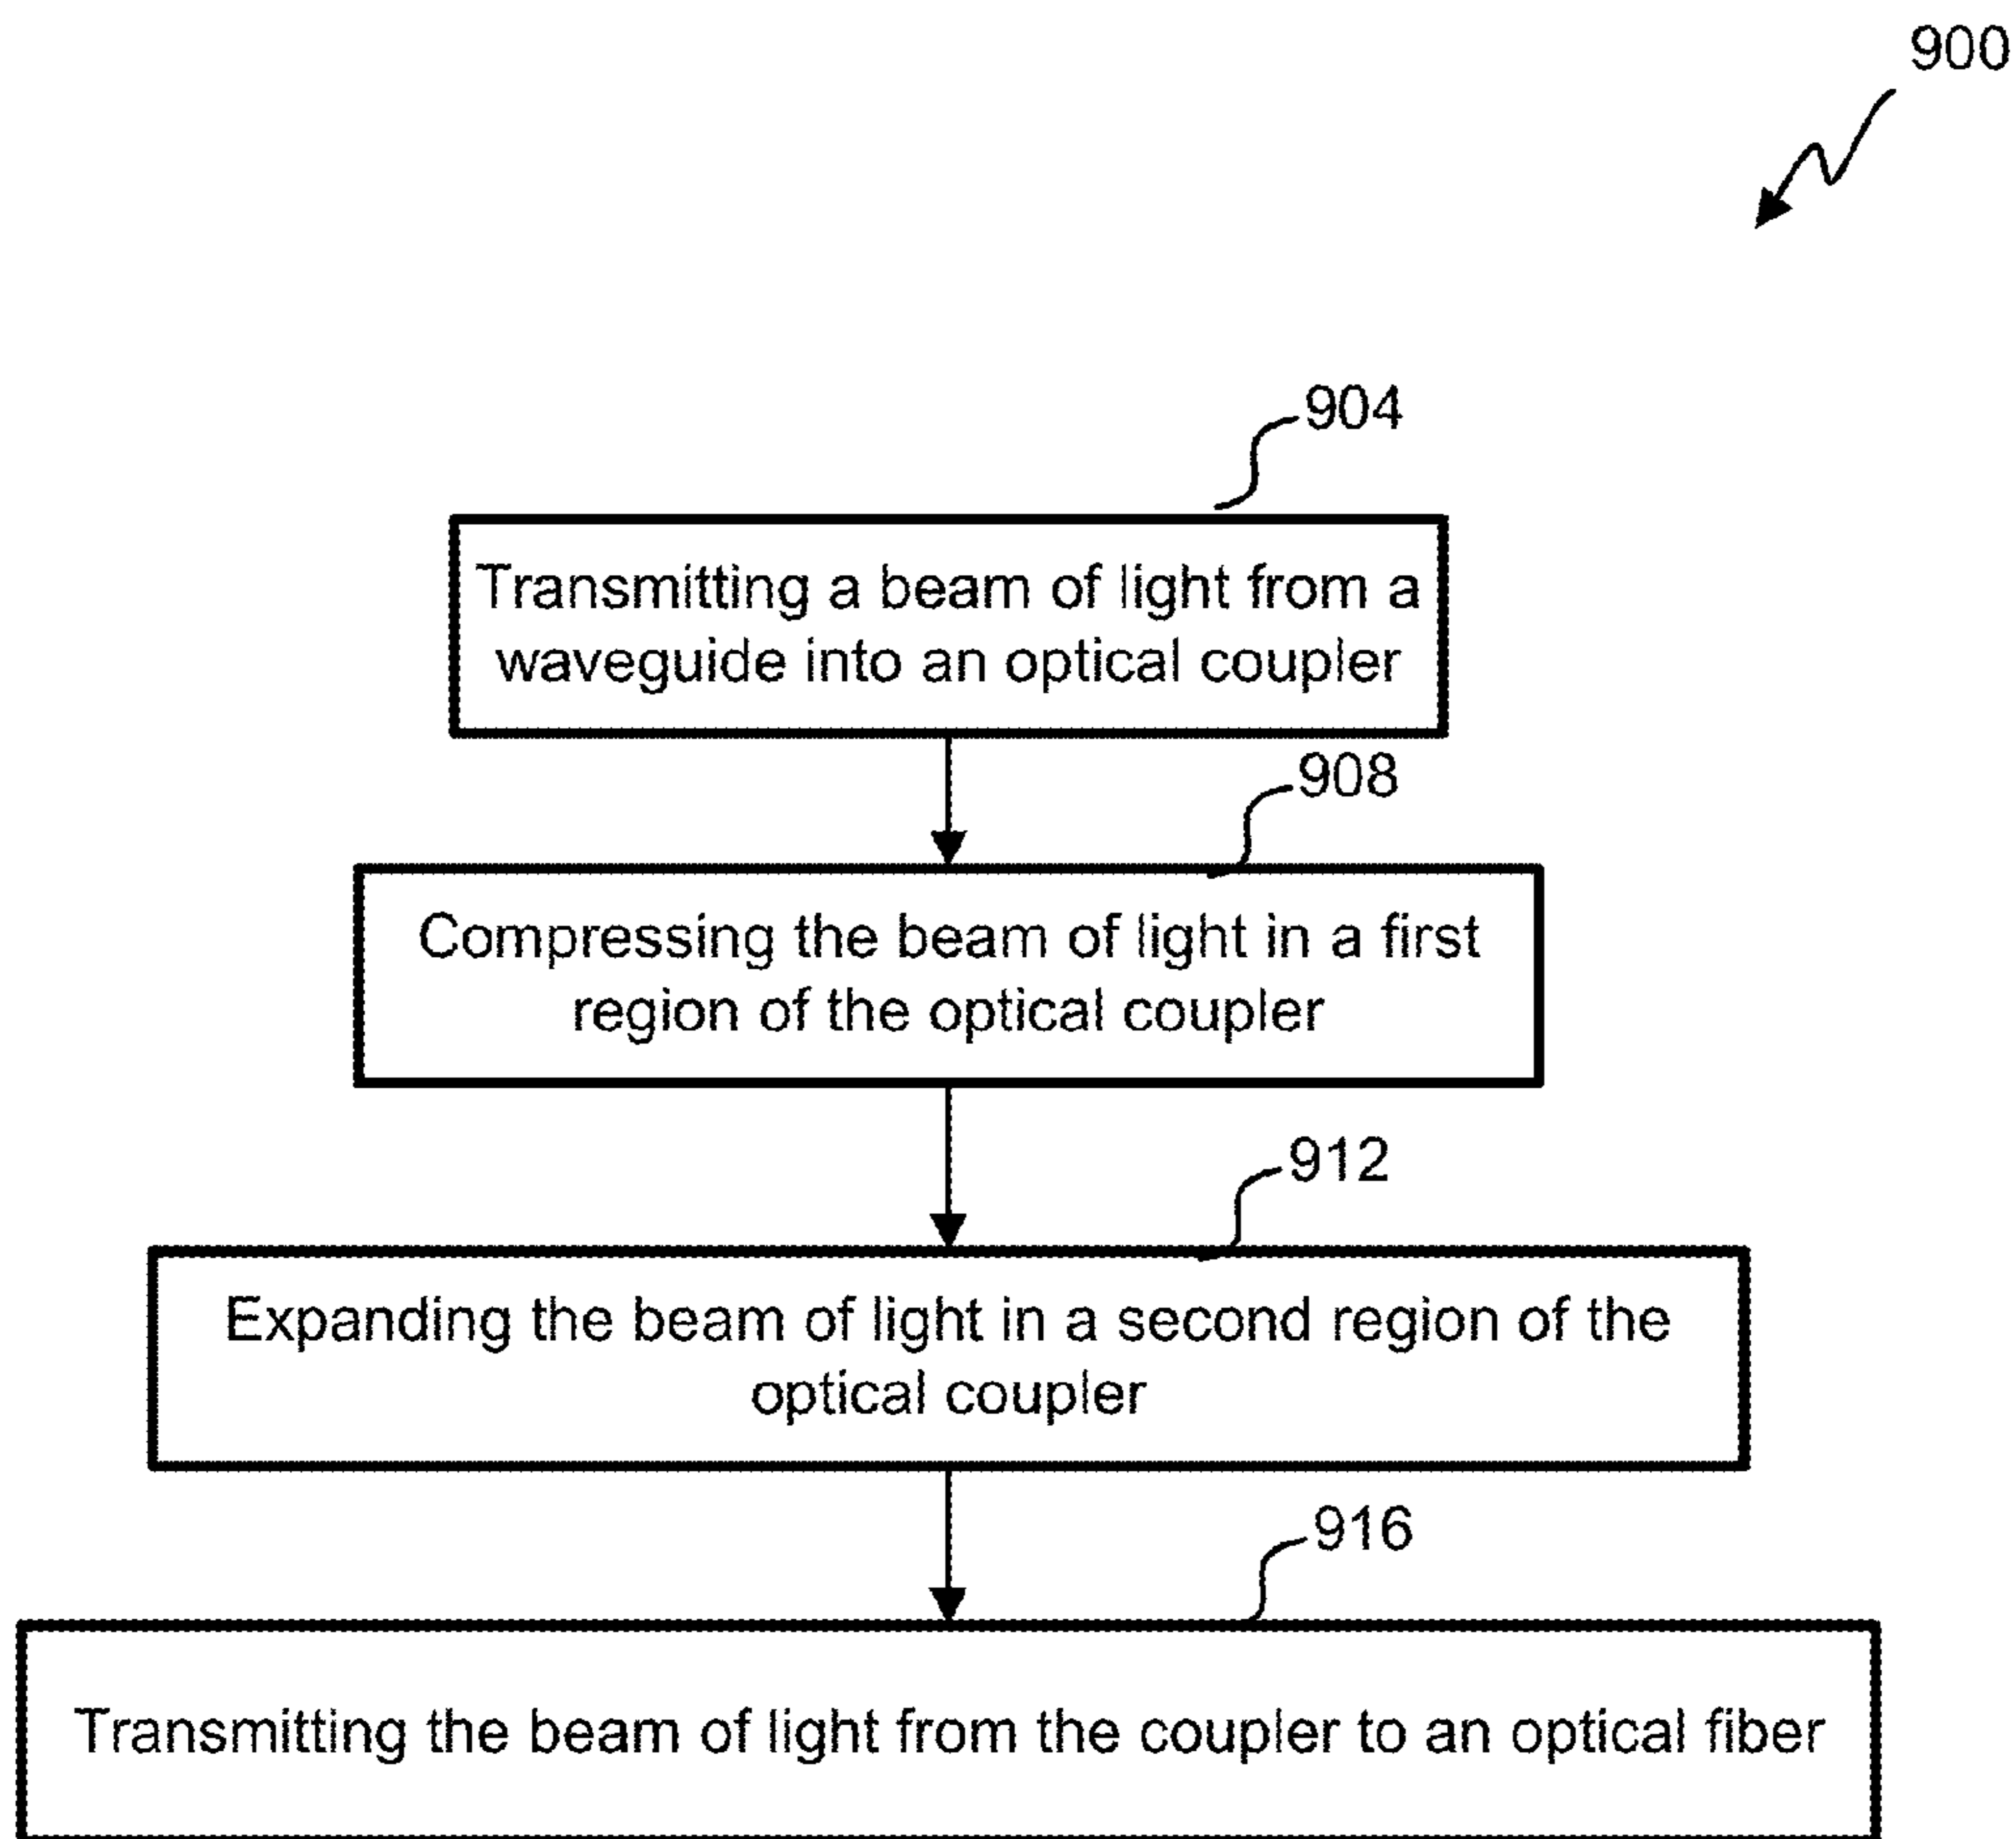 900
904
Transmitting a beam of light from a
waveguide into an optical coupler
908
Compressing the beam of light in a first
region of the optical coupler
912
Expanding the beam of light in a second region of the
optical coupler
916
Transmitting the beam of light from the coupler to an optical fiber